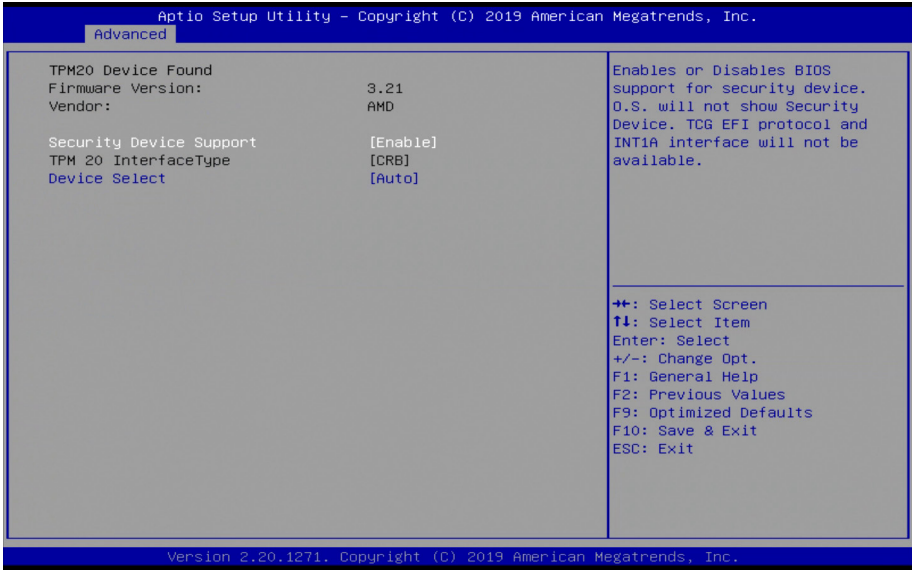 Aptio Setup Utility – Copyright (C) 2019 American Megatrends, Inc.
Advanced
TPM20 Device Found
Firmware Version: 3.21
Vendor: AMD
Security Device Support [Enable]
TPM 20 InterfaceType [CRB]
Device Select [Auto]
Enables or Disables BIOS
support for security device.
O.S. will not show Security
Device. TCG EFI protocol and
INT1A interface will not be
available.
→←: Select Screen
↑↓: Select Item
Enter: Select
+/-: Change Opt.
F1: General Help
F2: Previous Values
F9: Optimized Defaults
F10: Save & Exit
ESC: Exit
Version 2.20.1271. Copyright (C) 2019 American Megatrends, Inc.